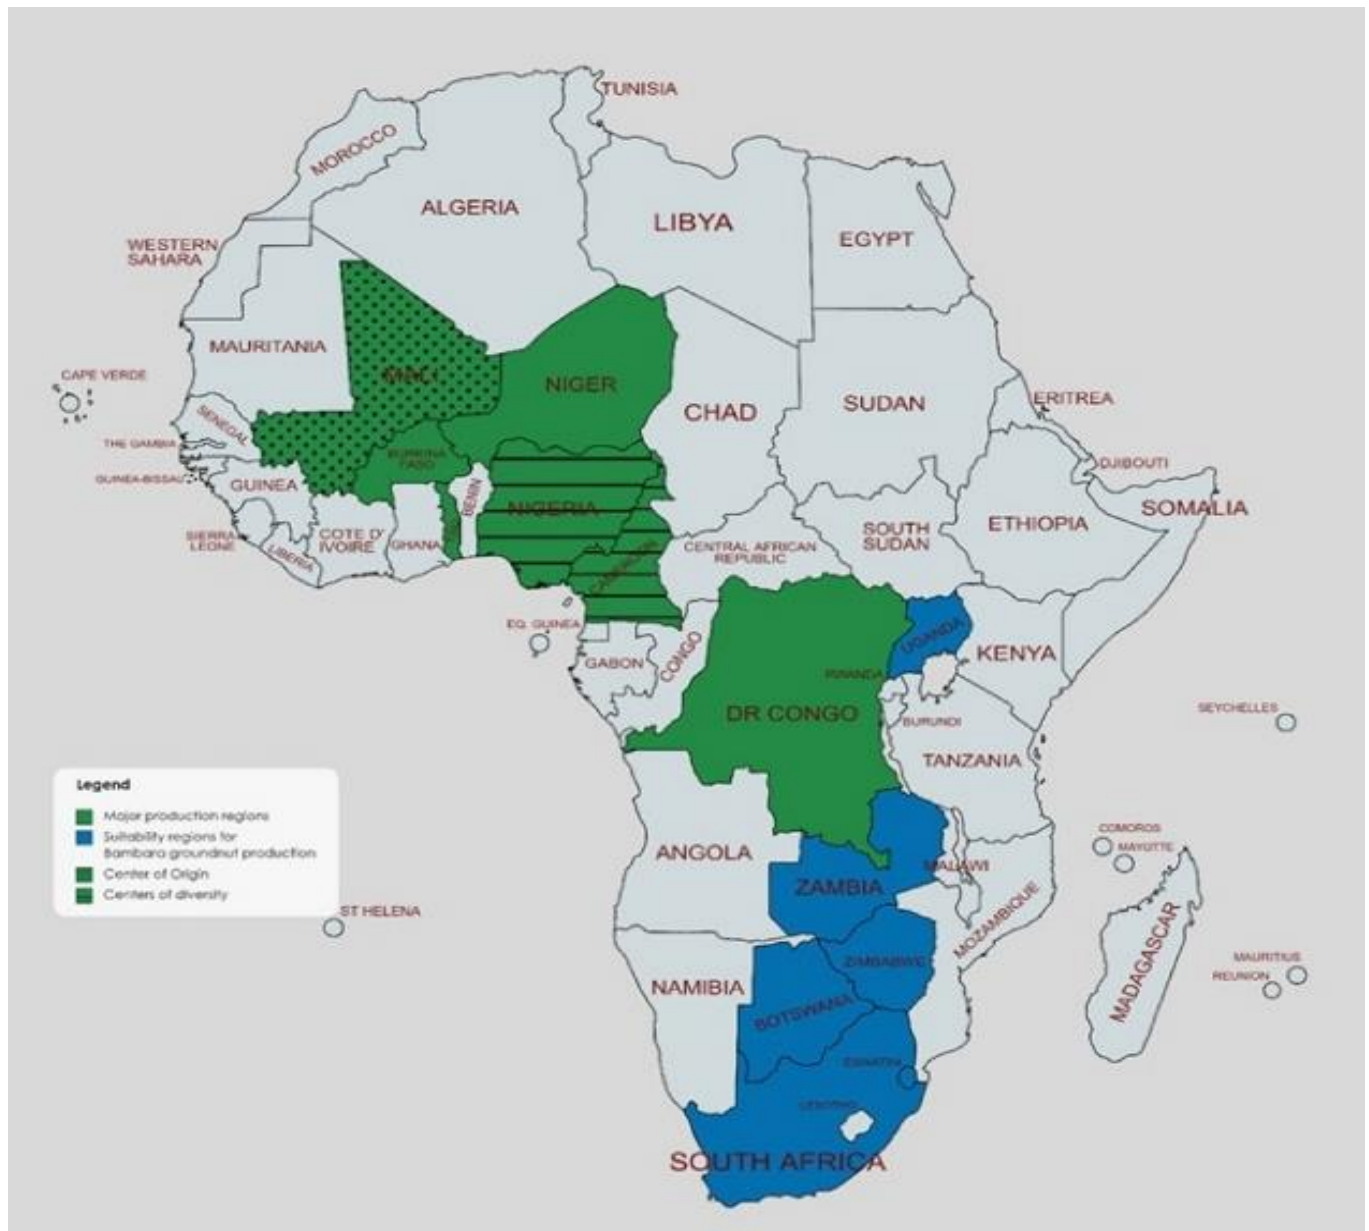 TUNISIA
MOROCCO
ALGERIA
LIBYA
EGYPT
WESTERN
SAHARA
MAURITANIA
MALI
NIGER
CHAD
SUDAN
ERITREA
CAPE VERDE
SENEGAL
THE GAMBIA
GUINEA-BISSAU
GUINEA
BURKINA
FASO
BENIN
NIGERIA
DJIBOUTI
SOMALIA
ETHIOPIA
SOUTH
SUDAN
SIERRA
LEONE
LIBERIA
COTE D'
IVOIRE
GHANA
CAMEROON
CENTRAL AFRICAN
REPUBLIC
EQ. GUINEA
GABON
CONGO
UGANDA
KENYA
RWANDA
DR CONGO
BURUNDI
TANZANIA
SEYCHELLES
Legend
Major production regions
Suitability regions for
Bambara groundnut production
Center of Origin
Centers of diversity
ANGOLA
ZAMBIA
MALAWI
COMOROS
MAYOTTE
ST HELENA
MOZAMBIQUE
MADAGASCAR
MAURITIUS
REUNION
NAMIBIA
ZIMBABWE
BOTSWANA
LESOTHO
SOUTH AFRICA